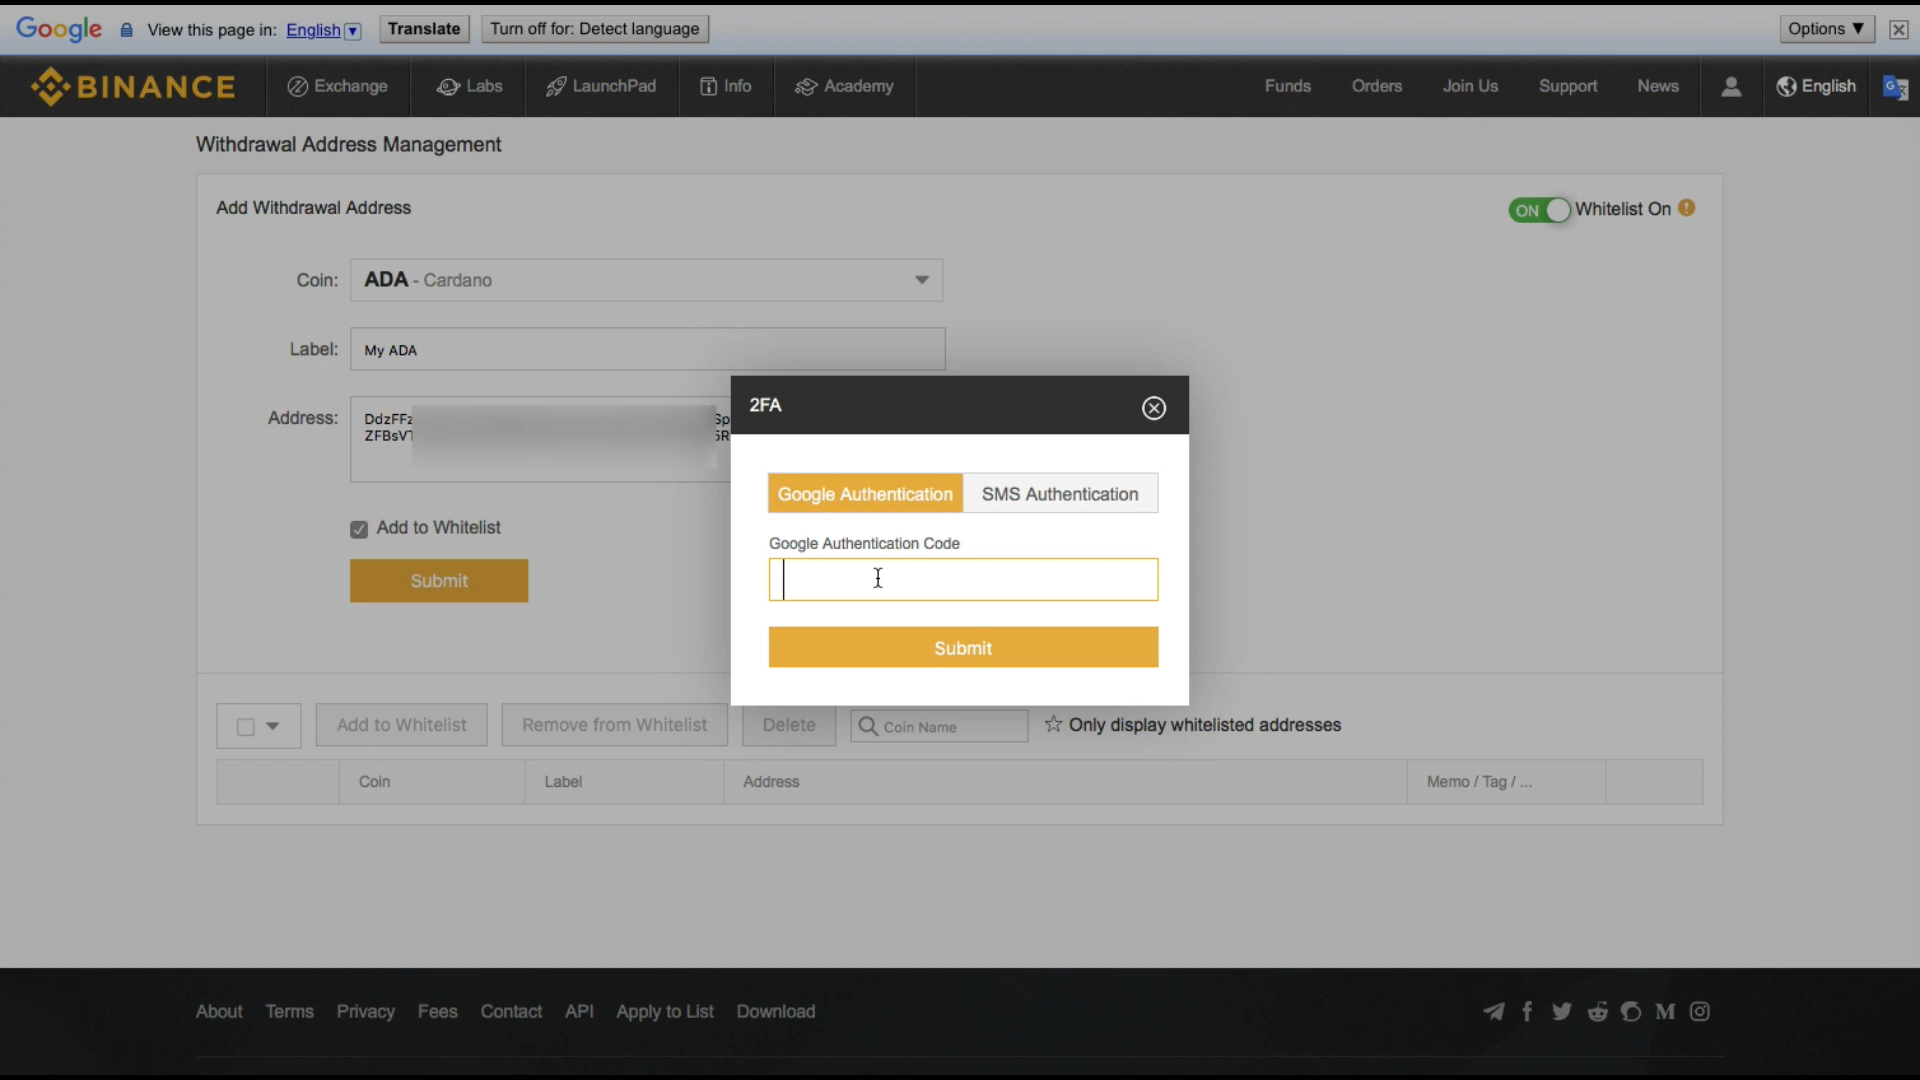 Google View this page in: English Translate Turn off for: Detect language Options ▼
BINANCE Exchange Labs LaunchPad Info Academy Funds Orders Join Us Support News English
Withdrawal Address Management
Add Withdrawal Address
ON Whitelist On
Coin: ADA - Cardano
Label: My ADA
Address: DdzFFz
ZFBsV
2FA
Google Authentication SMS Authentication
Google Authentication Code
Submit
Add to Whitelist
Submit
Add to Whitelist Remove from Whitelist Delete Coin Name Only display whitelisted addresses
Coin Label Address Memo / Tag / ...
About Terms Privacy Fees Contact API Apply to List Download